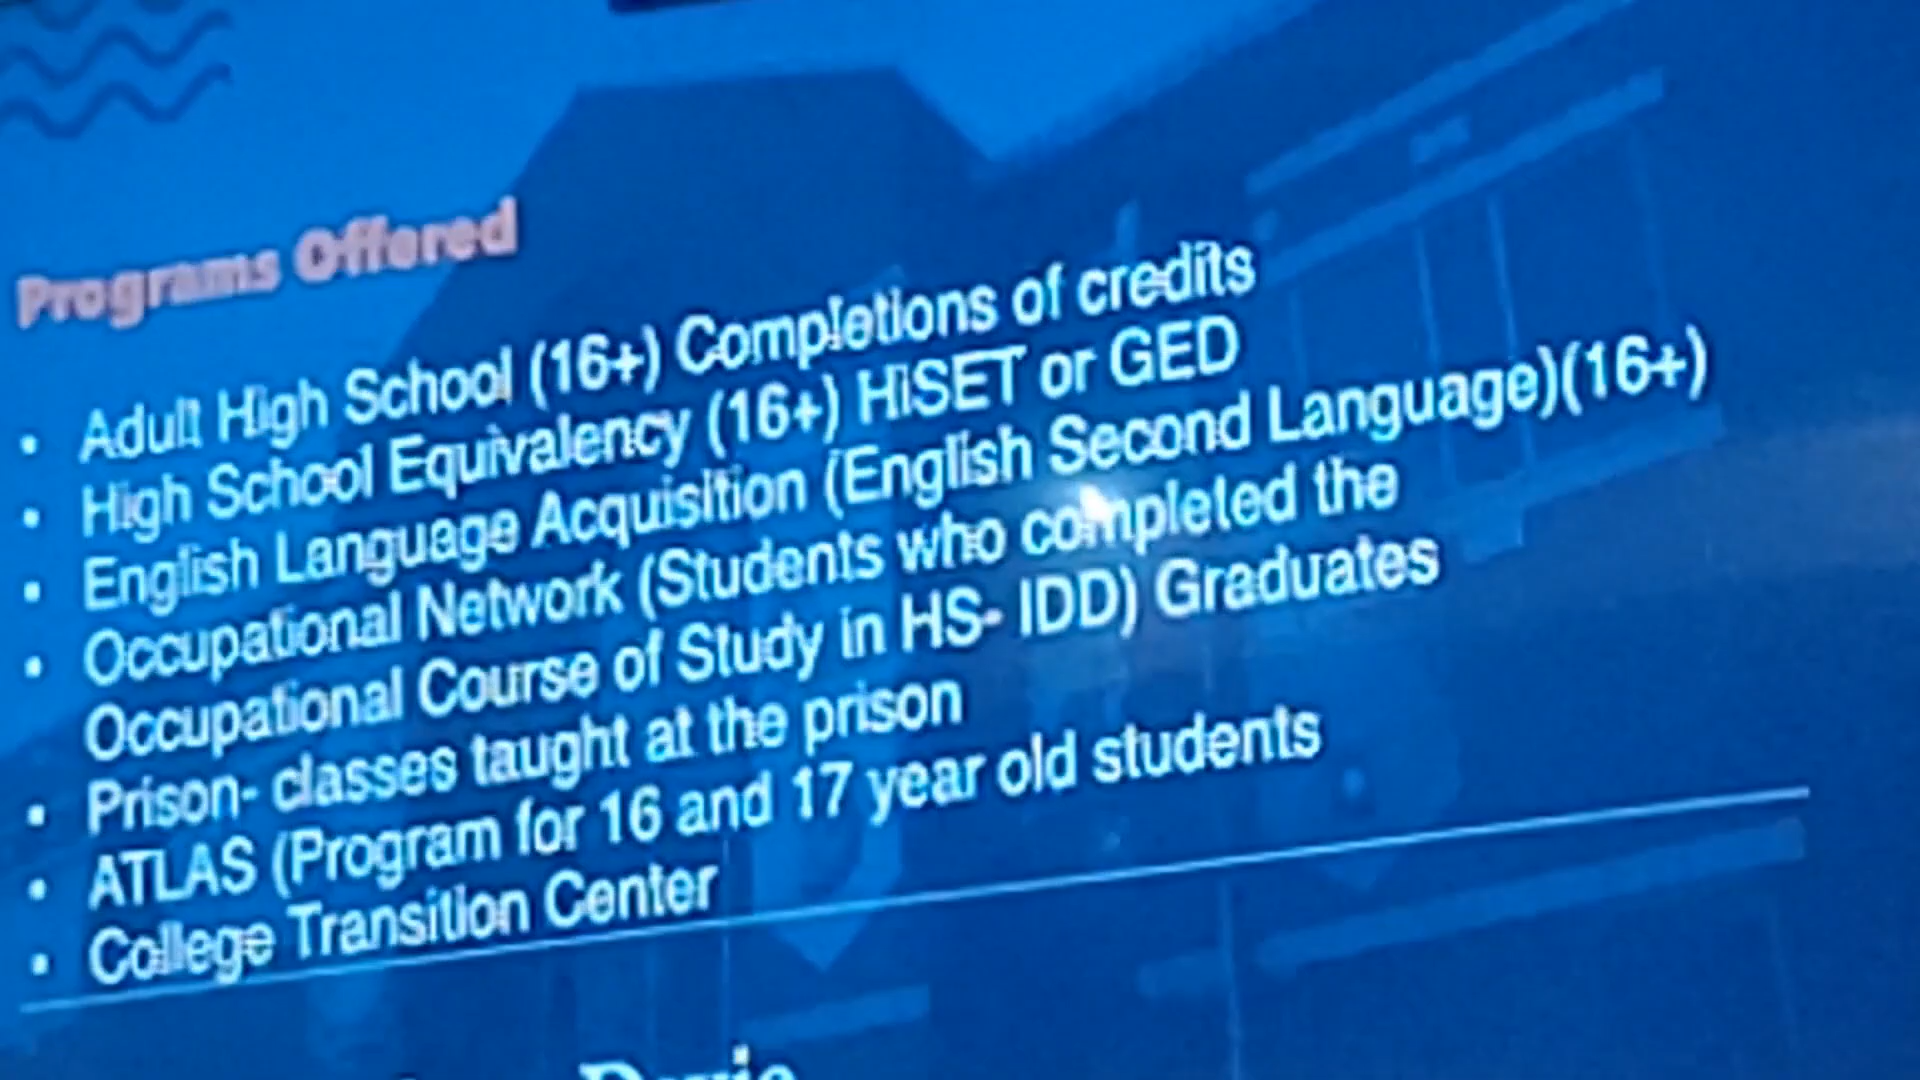 Programs Offered
• Adult High School (16+) Completions of credits
• High School Equivalency (16+) HiSET or GED
• English Language Acquisition (English Second Language)(16+)
• Occupational Network (Students who completed the
Occupational Course of Study in HS- IDD) Graduates
• Prison- classes taught at the prison
• ATLAS (Program for 16 and 17 year old students
• College Transition Center